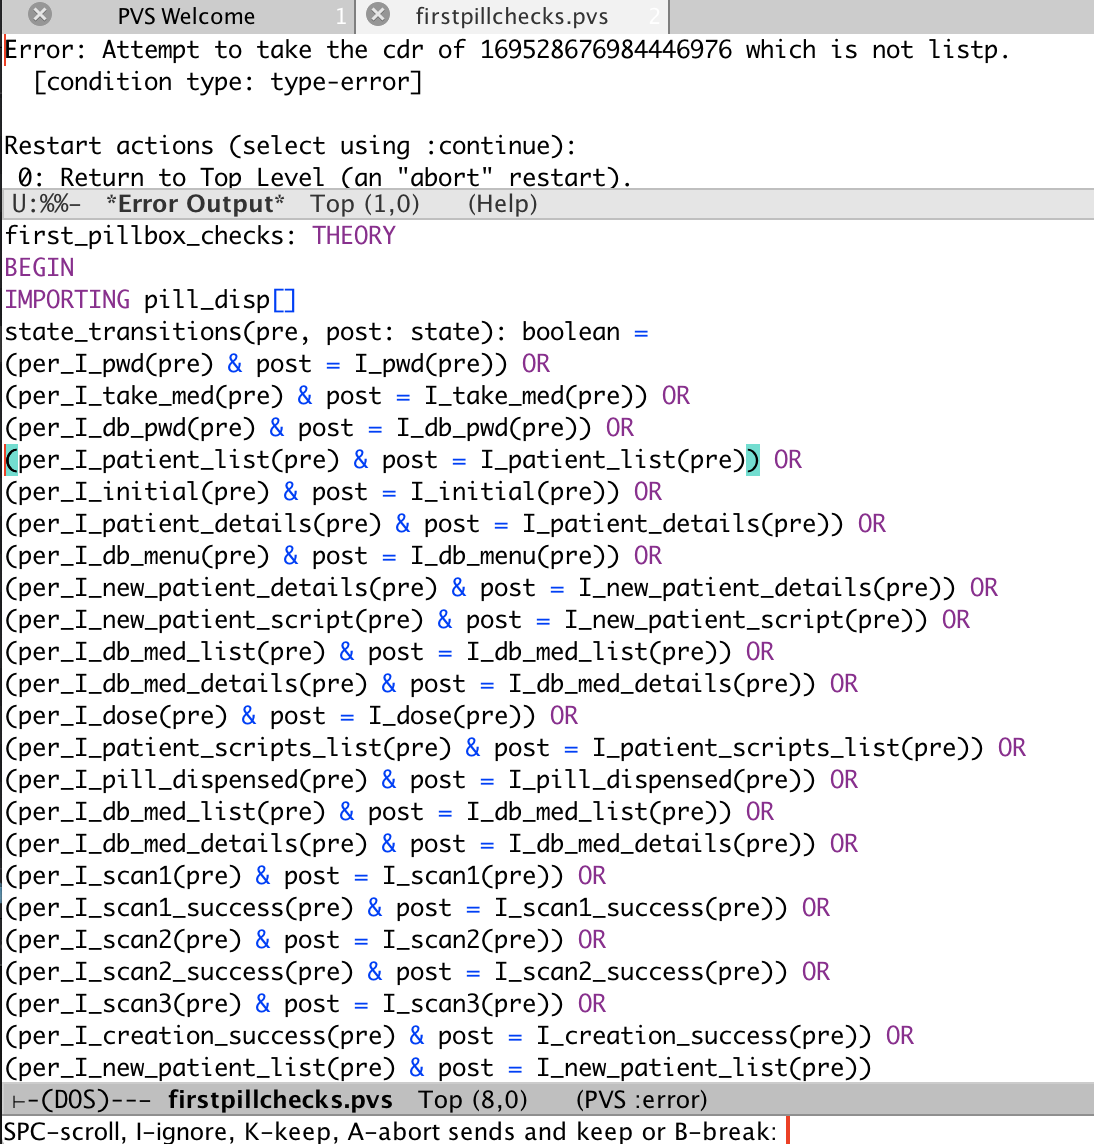 PVS Welcome 1 firstpillchecks.pvs 2
Error: Attempt to take the cdr of 169528676984446976 which is not listp.
[condition type: type-error]
Restart actions (select using :continue):
0: Return to Top Level (an "abort" restart).
U:%%- *Error Output* Top (1,0) (Help)
first_pillbox_checks: THEORY
BEGIN
IMPORTING pill_disp[]
state_transitions(pre, post: state): boolean =
(per_I_pwd(pre) & post = I_pwd(pre)) OR
(per_I_take_med(pre) & post = I_take_med(pre)) OR
(per_I_db_pwd(pre) & post = I_db_pwd(pre)) OR
(per_I_patient_list(pre) & post = I_patient_list(pre)) OR
(per_I_initial(pre) & post = I_initial(pre)) OR
(per_I_patient_details(pre) & post = I_patient_details(pre)) OR
(per_I_db_menu(pre) & post = I_db_menu(pre)) OR
(per_I_new_patient_details(pre) & post = I_new_patient_details(pre)) OR
(per_I_new_patient_script(pre) & post = I_new_patient_script(pre)) OR
(per_I_db_med_list(pre) & post = I_db_med_list(pre)) OR
(per_I_db_med_details(pre) & post = I_db_med_details(pre)) OR
(per_I_dose(pre) & post = I_dose(pre)) OR
(per_I_patient_scripts_list(pre) & post = I_patient_scripts_list(pre)) OR
(per_I_pill_dispensed(pre) & post = I_pill_dispensed(pre)) OR
(per_I_db_med_list(pre) & post = I_db_med_list(pre)) OR
(per_I_db_med_details(pre) & post = I_db_med_details(pre)) OR
(per_I_scan1(pre) & post = I_scan1(pre)) OR
(per_I_scan1_success(pre) & post = I_scan1_success(pre)) OR
(per_I_scan2(pre) & post = I_scan2(pre)) OR
(per_I_scan2_success(pre) & post = I_scan2_success(pre)) OR
(per_I_scan3(pre) & post = I_scan3(pre)) OR
(per_I_creation_success(pre) & post = I_creation_success(pre)) OR
(per_I_new_patient_list(pre) & post = I_new_patient_list(pre))
⊢-(DOS)--- firstpillchecks.pvs Top (8,0) (PVS :error)
SPC-scroll, I-ignore, K-keep, A-abort sends and keep or B-break: